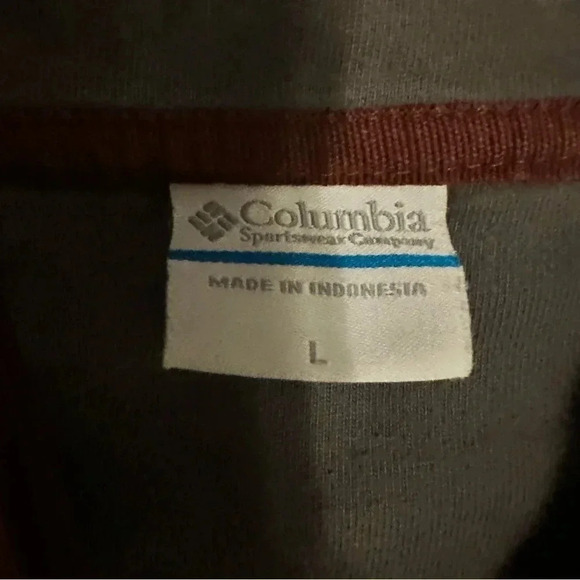 Columbia
Sportswear Company
MADE IN INDONESIA
L